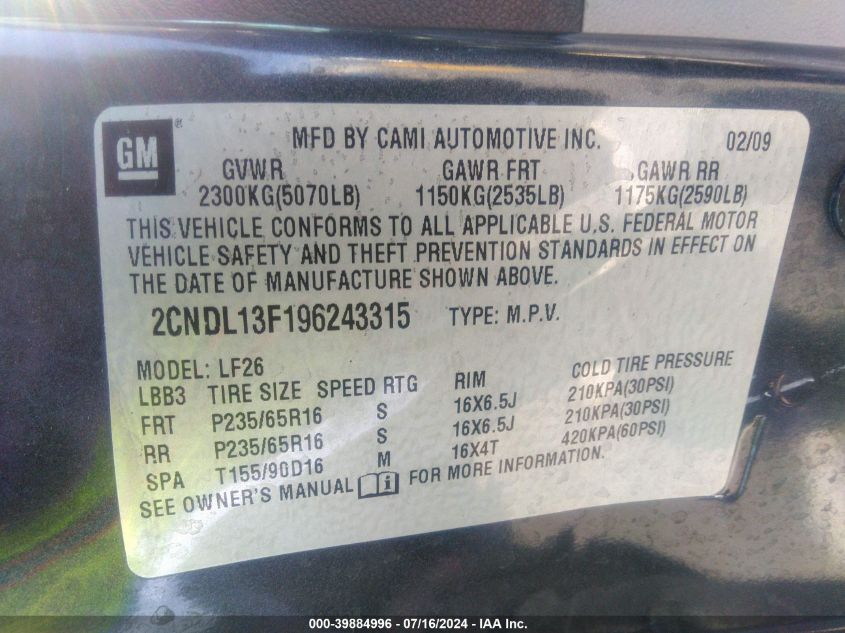 GM ®
MFD BY CAMI AUTOMOTIVE INC. 02/09
GVWR GAWR FRT GAWR RR
2300KG(5070LB) 1150KG(2535LB) 1175KG(2590LB)
THIS VEHICLE CONFORMS TO ALL APPLICABLE U.S. FEDERAL MOTOR
VEHICLE SAFETY AND THEFT PREVENTION STANDARDS IN EFFECT ON
THE DATE OF MANUFACTURE SHOWN ABOVE.
2CNDL13F196243315 TYPE: M.P.V.
MODEL: LF26
LBB3 TIRE SIZE SPEED RTG RIM COLD TIRE PRESSURE
FRT P235/65R16 S 16X6.5J 210KPA(30PSI)
RR P235/65R16 S 16X6.5J 210KPA(30PSI)
SPA T155/90D16 M 16X4T 420KPA(60PSI)
SEE OWNER'S MANUAL i FOR MORE INFORMATION.
000-39884996 - 07/16/2024 - IAA Inc.